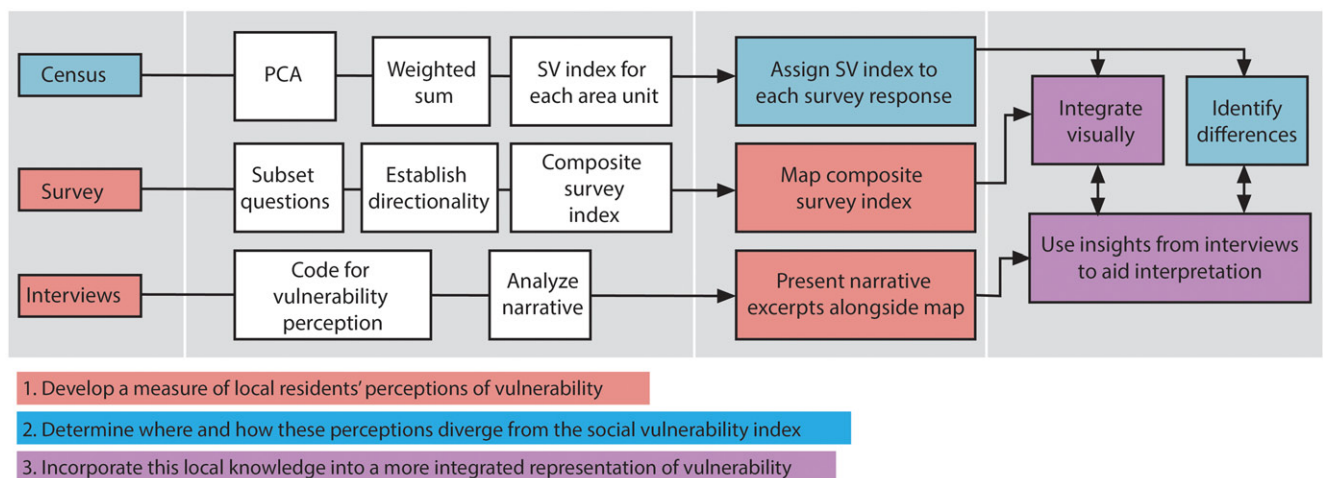 Census
PCA
Weighted
sum
SV index for
each area unit
Assign SV index to
each survey response
Integrate
visually
Identify
differences
Survey
Subset
questions
Establish
directionality
Composite
survey
index
Map composite
survey index
Use insights from interviews
to aid interpretation
Interviews
Code for
vulnerability
perception
Analyze
narrative
Present narrative
excerpts alongside map
1. Develop a measure of local residents' perceptions of vulnerability
2. Determine where and how these perceptions diverge from the social vulnerability index
3. Incorporate this local knowledge into a more integrated representation of vulnerability